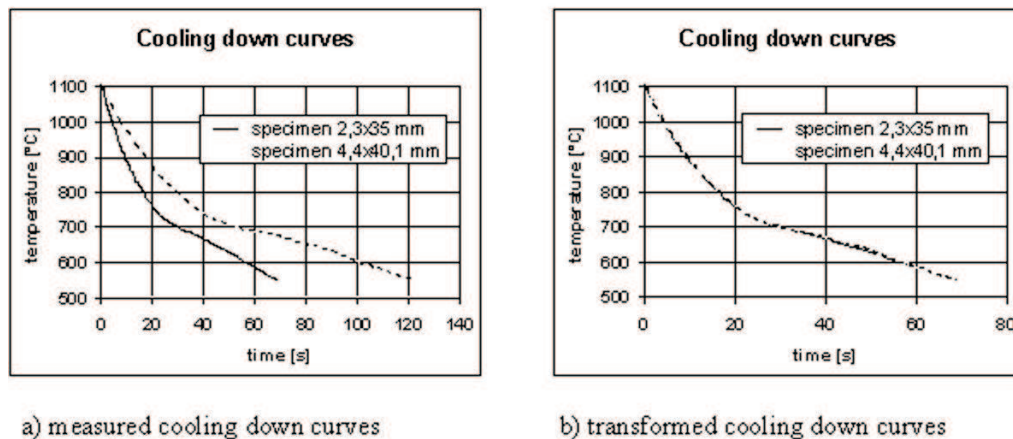 Cooling down curves
temperature [°C]
1100
1000
900
800
700
600
500
specimen 2,3x35 mm
specimen 4,4x40,1 mm
0 20 40 60 80 100 120 140
time [s]
a) measured cooling down curves
Cooling down curves
temperature [°C]
1100
1000
900
800
700
600
500
specimen 2,3x35 mm
specimen 4,4x40,1 mm
0 20 40 60 80
time [s]
b) transformed cooling down curves